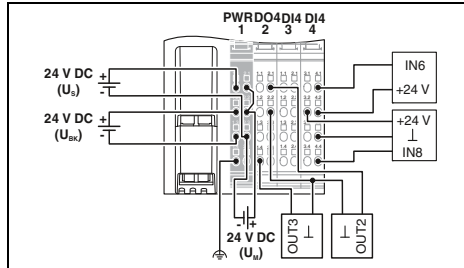 PWR DO4 DI4 DI4
1 2 3 4
24 V DC
(US)
24 V DC
(UBK)
+
+
IN6
+24 V
+24 V
⊥
IN8
- +
24 V DC
(UM)
OUT3
⊥
⊥
OUT2